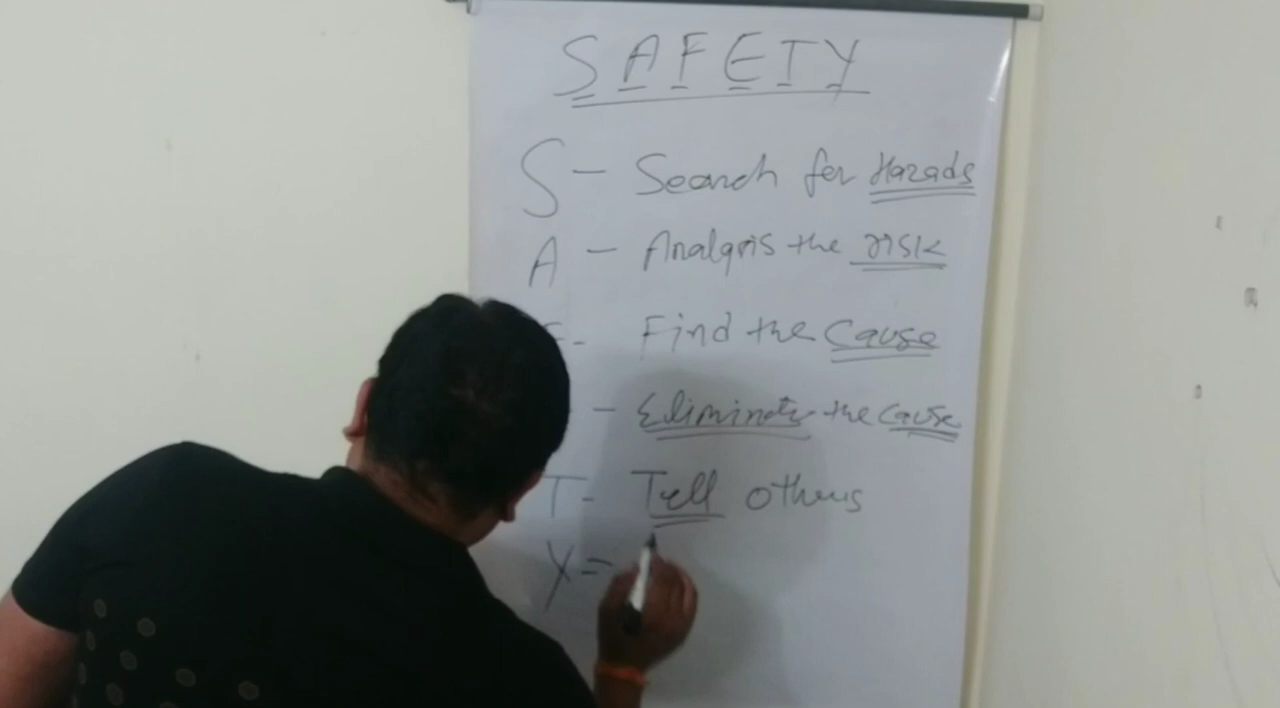 SAFETY
S - Search for Hazads
A - Analysis the risk
F - Find the Cause
- Eliminate the cause
T - Tell others
Y =